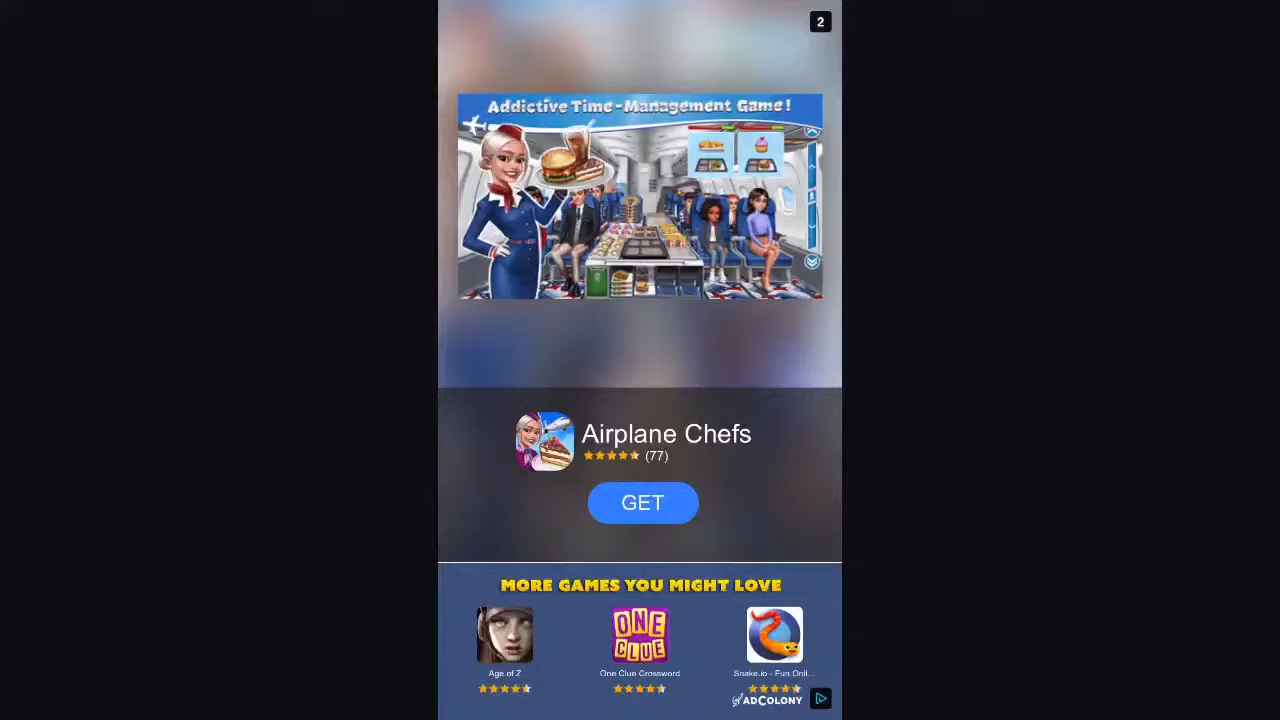 2
Addictive Time-Management Game!
Airplane Chefs
(77)
GET
MORE GAMES YOU MIGHT LOVE
ONE
CLUE
Age of Z
One Clue Crossword
Snake.io - Fun Onli...
ADCOLONY